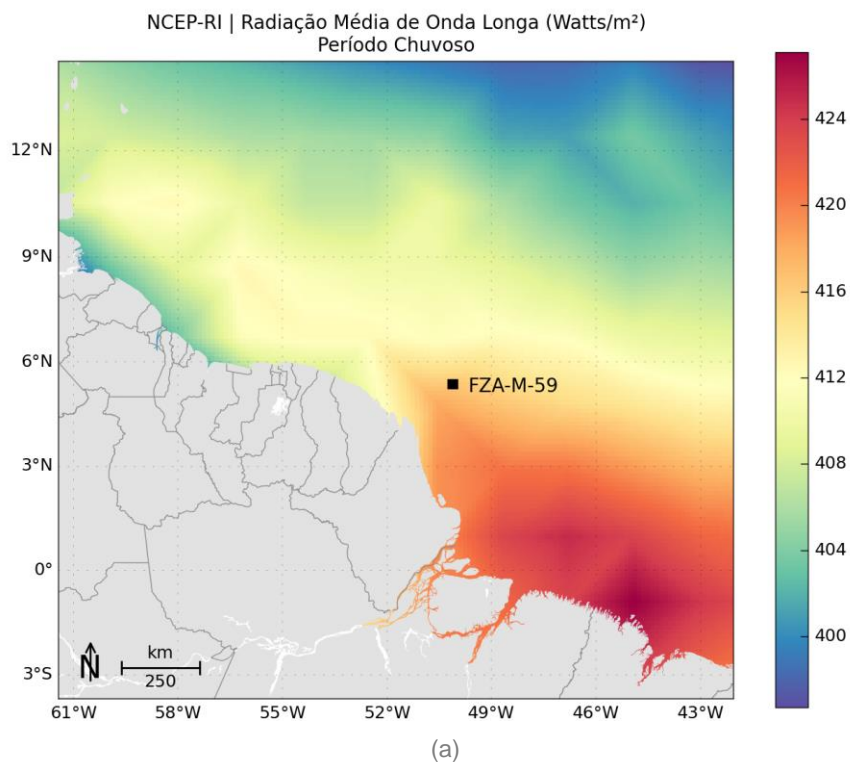 NCEP-RI | Radiação Média de Onda Longa (Watts/m²)
Período Chuvoso
424
420
416
412
408
404
400
12°N
9°N
6°N
3°N
0°
3°S
FZA-M-59
N
km
250
61°W 58°W 55°W 52°W 49°W 46°W 43°W
(a)